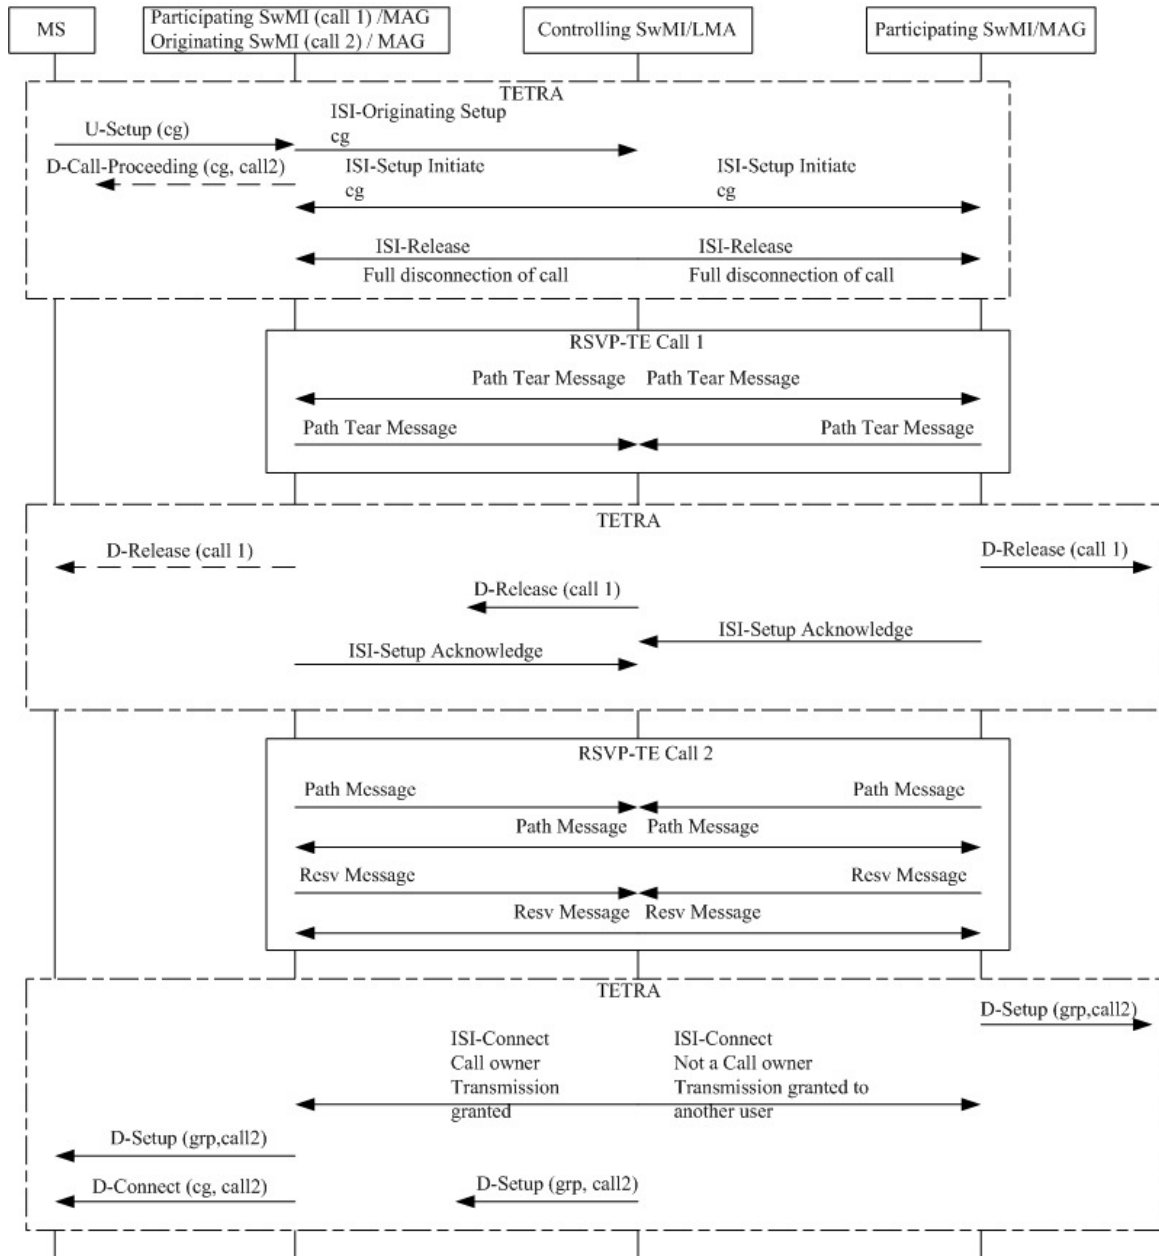 MS
Participating SwMI (call 1) /MAG
Originating SwMI (call 2) / MAG
Controlling SwMI/LMA
Participating SwMI/MAG
TETRA
ISI-Originating Setup
cg
U-Setup (cg)
D-Call-Proceeding (cg, call2)
ISI-Setup Initiate
cg
ISI-Setup Initiate
cg
ISI-Release
Full disconnection of call
ISI-Release
Full disconnection of call
RSVP-TE Call 1
Path Tear Message
Path Tear Message
Path Tear Message
Path Tear Message
TETRA
D-Release (call 1)
D-Release (call 1)
D-Release (call 1)
ISI-Setup Acknowledge
ISI-Setup Acknowledge
RSVP-TE Call 2
Path Message
Path Message
Path Message
Path Message
Resv Message
Resv Message
Resv Message
Resv Message
TETRA
D-Setup (grp,call2)
ISI-Connect
Call owner
Transmission
granted
ISI-Connect
Not a Call owner
Transmission granted to
another user
D-Setup (grp,call2)
D-Connect (cg, call2)
D-Setup (grp, call2)